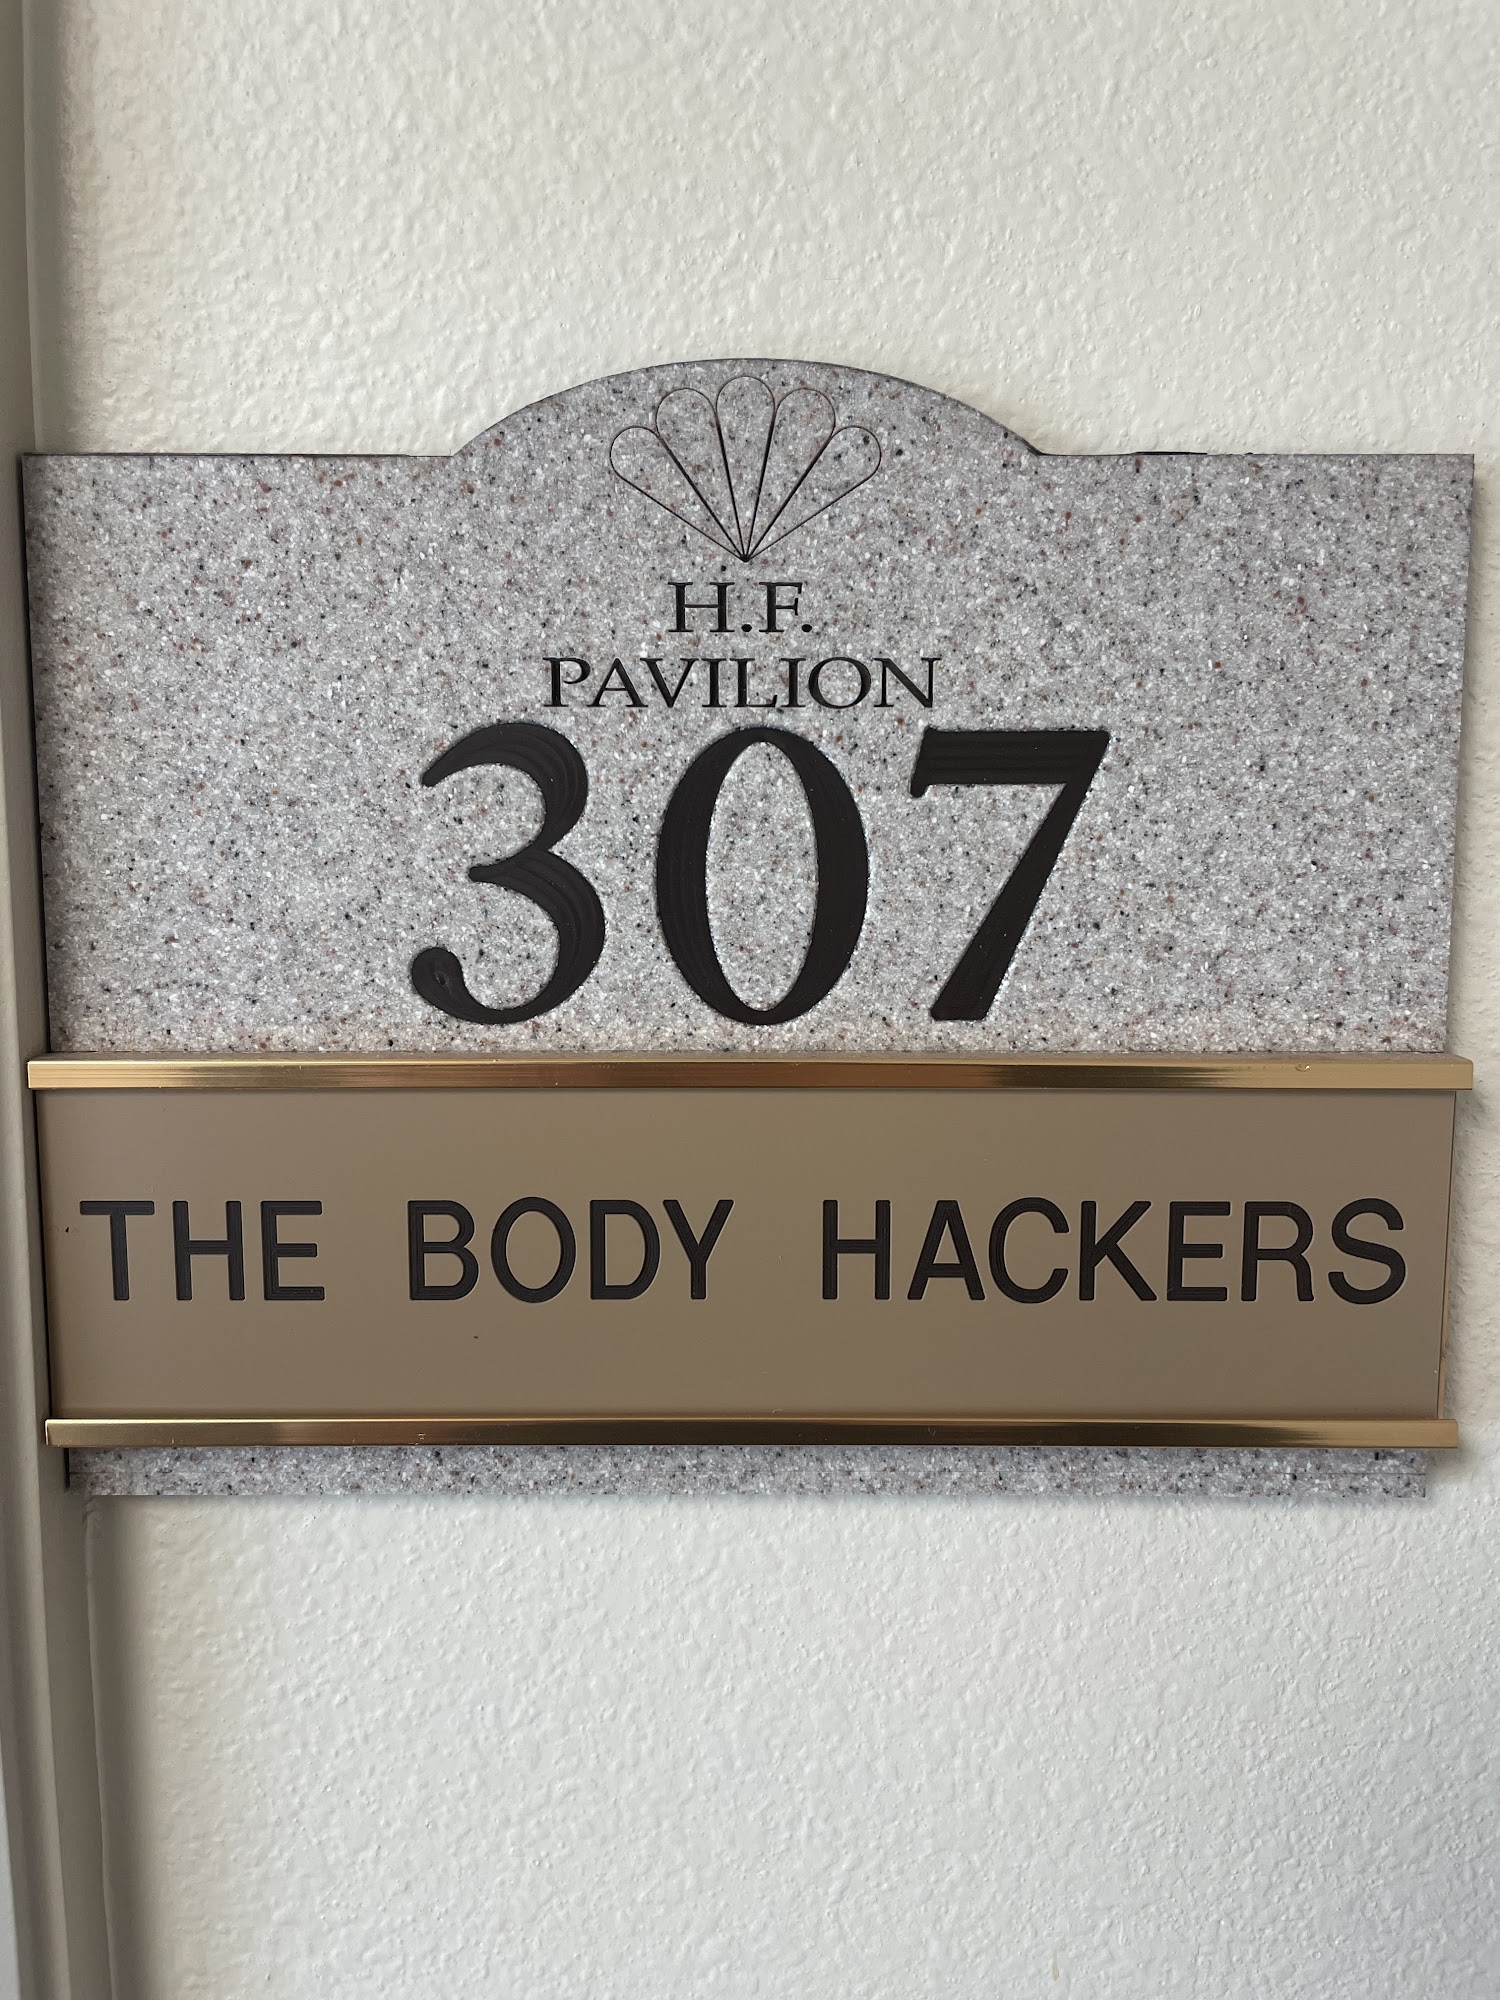 H.F.
PAVILION
307
THE BODY HACKERS